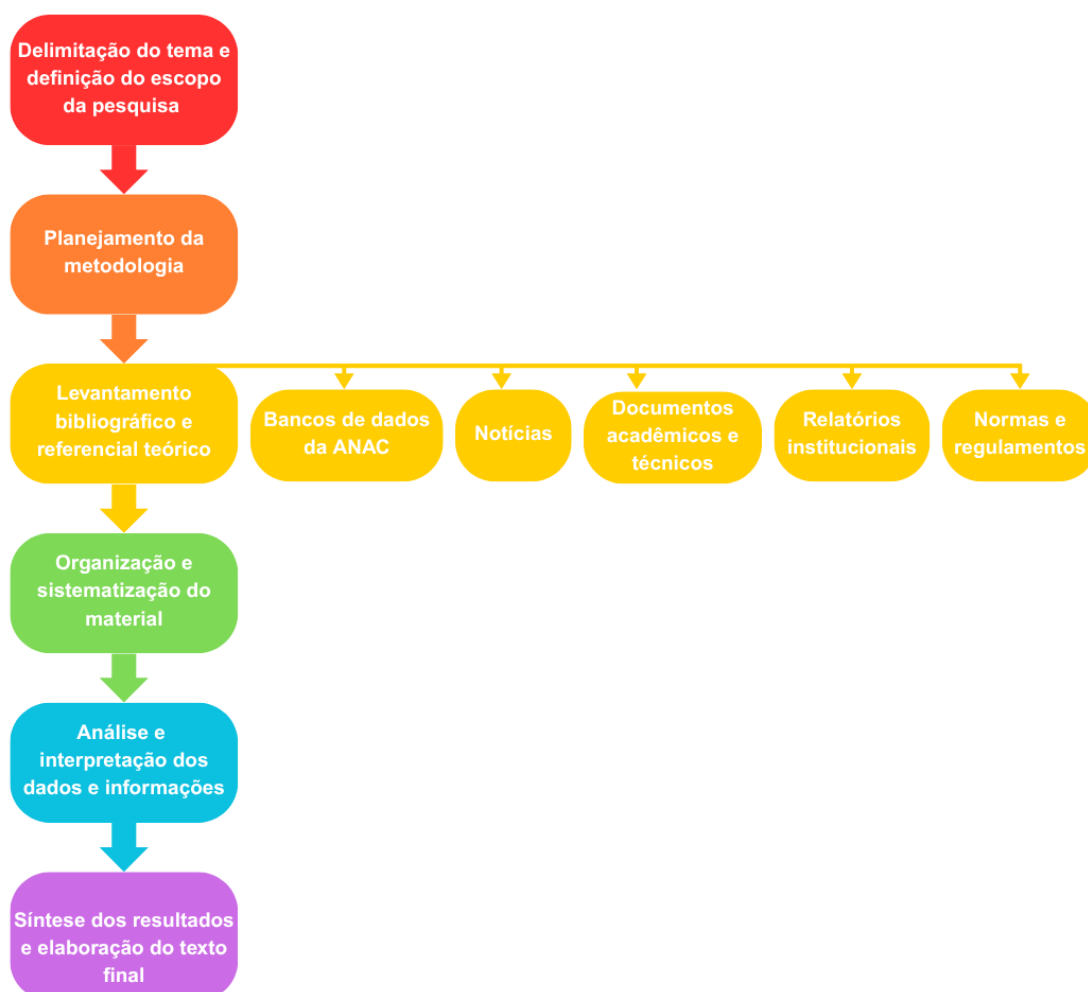 Delimitação do tema e
definição do escopo
da pesquisa
Planejamento da
metodologia
Levantamento
bibliográfico e
referencial teórico
Bancos de dados
da ANAC
Notícias
Documentos
acadêmicos e
técnicos
Relatórios
institucionais
Normas e
regulamentos
Organização e
sistematização do
material
Análise e
interpretação dos
dados e informações
Síntese dos resultados
e elaboração do texto
final